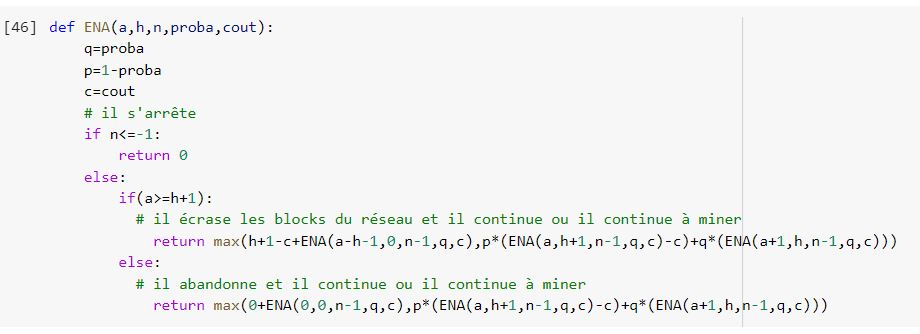 [46] def ENA(a,h,n,proba,cout):
q=proba
p=1-proba
c=cout
# il s'arrête
if n<=-1:
return 0
else:
if(a>=h+1):
# il écrase les blocks du réseau et il continue ou il continue à miner
return max(h+1-c+ENA(a-h-1,0,n-1,q,c),p*(ENA(a,h+1,n-1,q,c)-c)+q*(ENA(a+1,h,n-1,q,c)))
else:
# il abandonne et il continue ou il continue à miner
return max(0+ENA(0,0,n-1,q,c),p*(ENA(a,h+1,n-1,q,c)-c)+q*(ENA(a+1,h,n-1,q,c)))